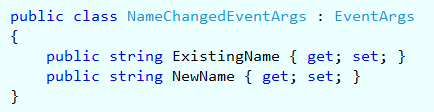 public class NameChangedEventArgs : EventArgs
{
    public string ExistingName { get; set; }
    public string NewName { get; set; }
}